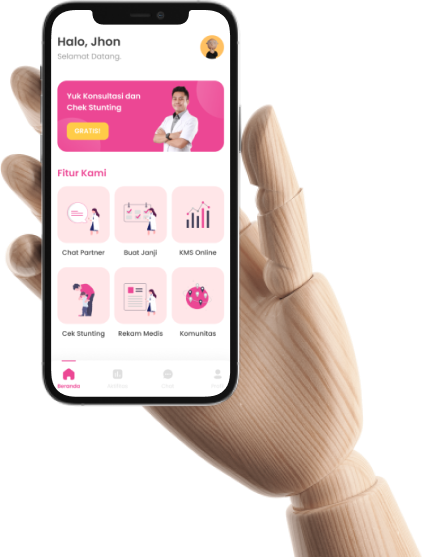 Halo, Jhon
Selamat Datang.
Yuk Konsultasi dan
Chek Stunting
GRATIS!
Fitur Kami
Chat Partner
Buat Janji
KMS Online
Cek Stunting
Rekam Medis
Komunitas
Beranda